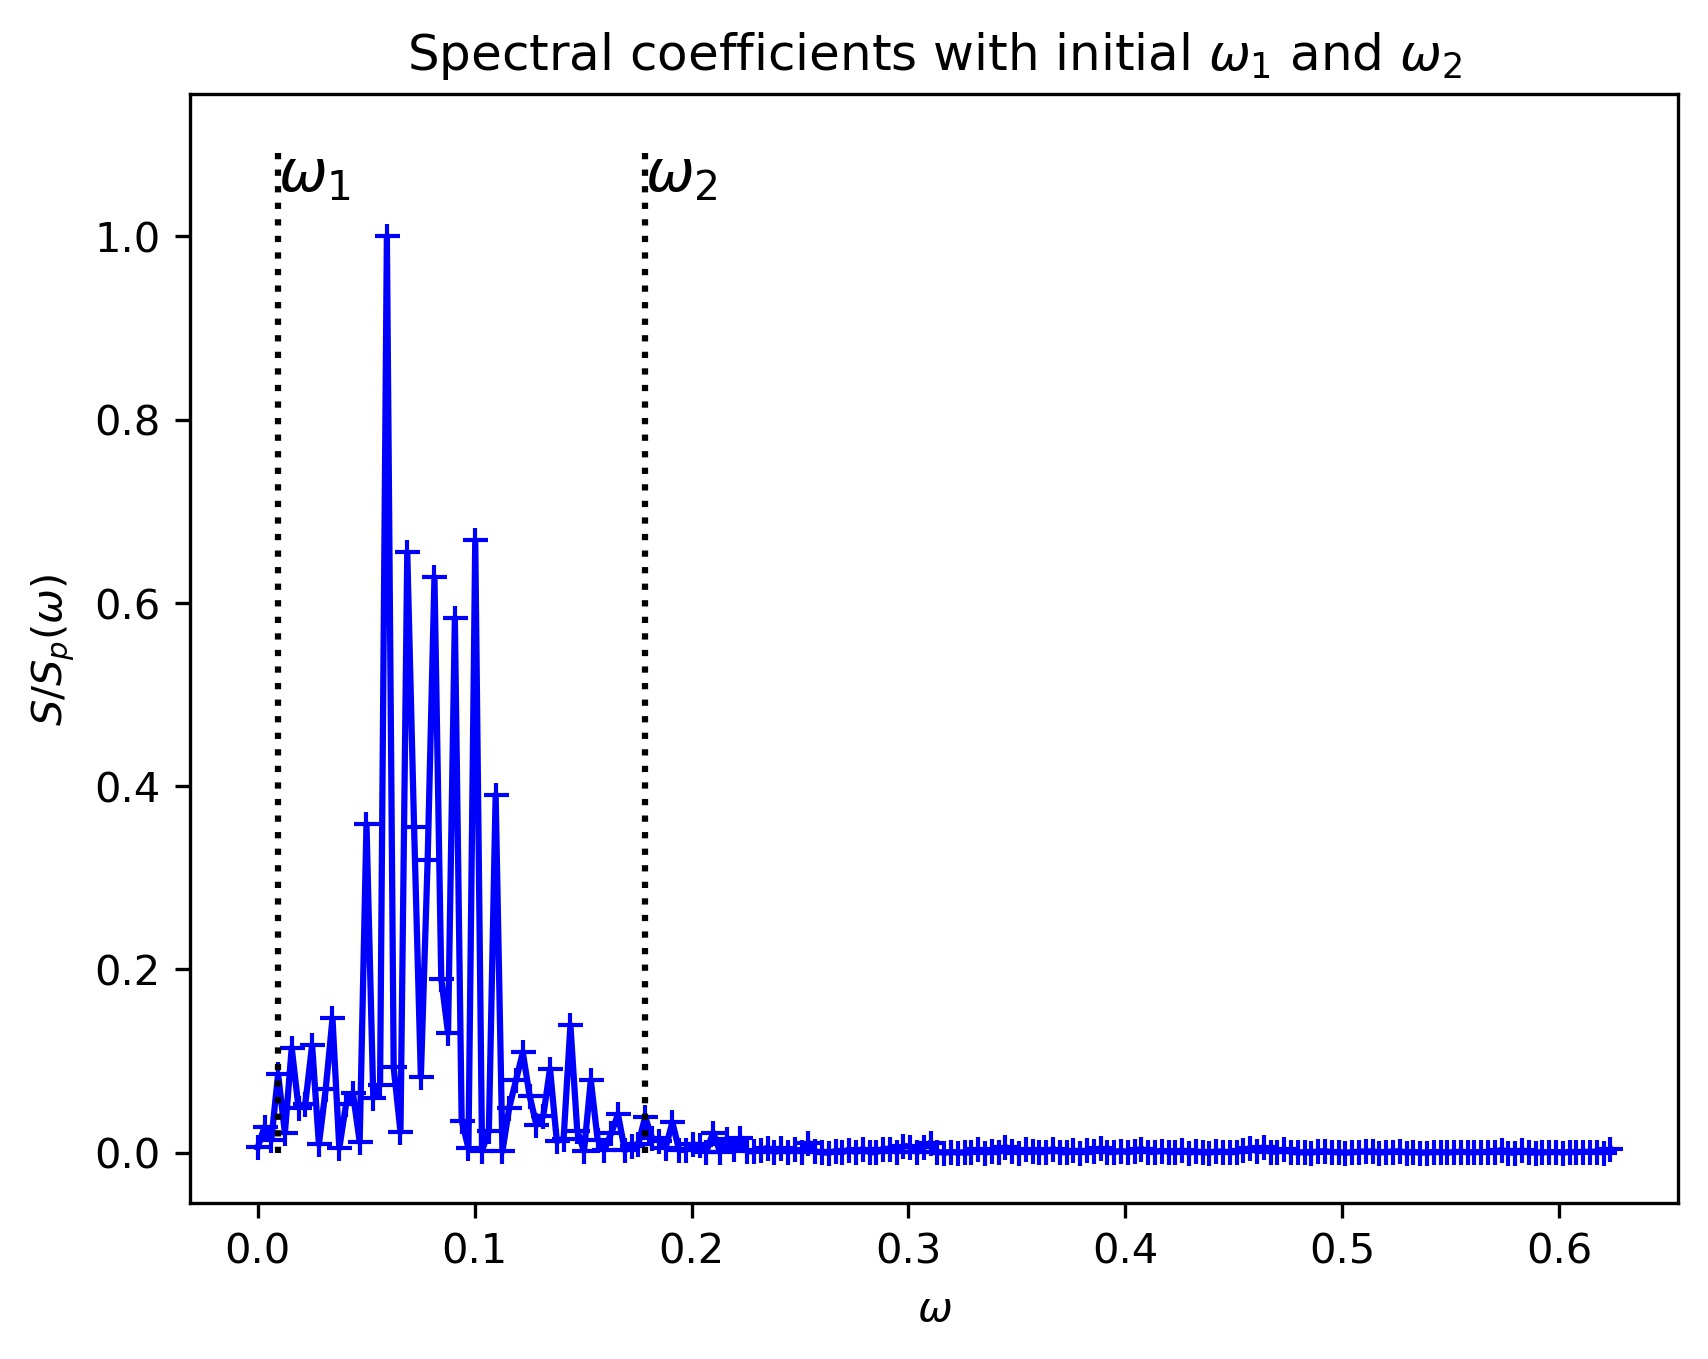 Spectral coefficients with initial ω₁ and ω₂
ω₁
ω₂
S/Sₚ(ω)
1.0
0.8
0.6
0.4
0.2
0.0
0.0 0.1 0.2 0.3 0.4 0.5 0.6
ω